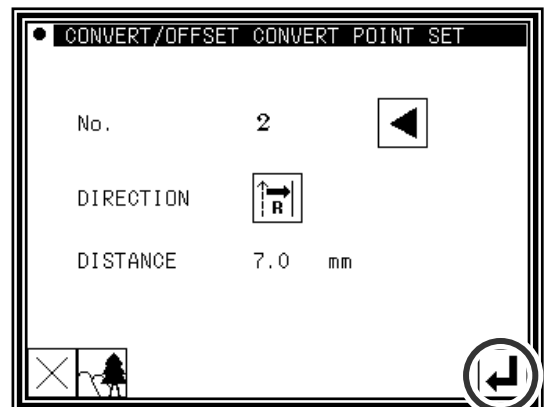 CONVERT/OFFSET CONVERT POINT SET
No. 2
DIRECTION R
DISTANCE 7.0 mm